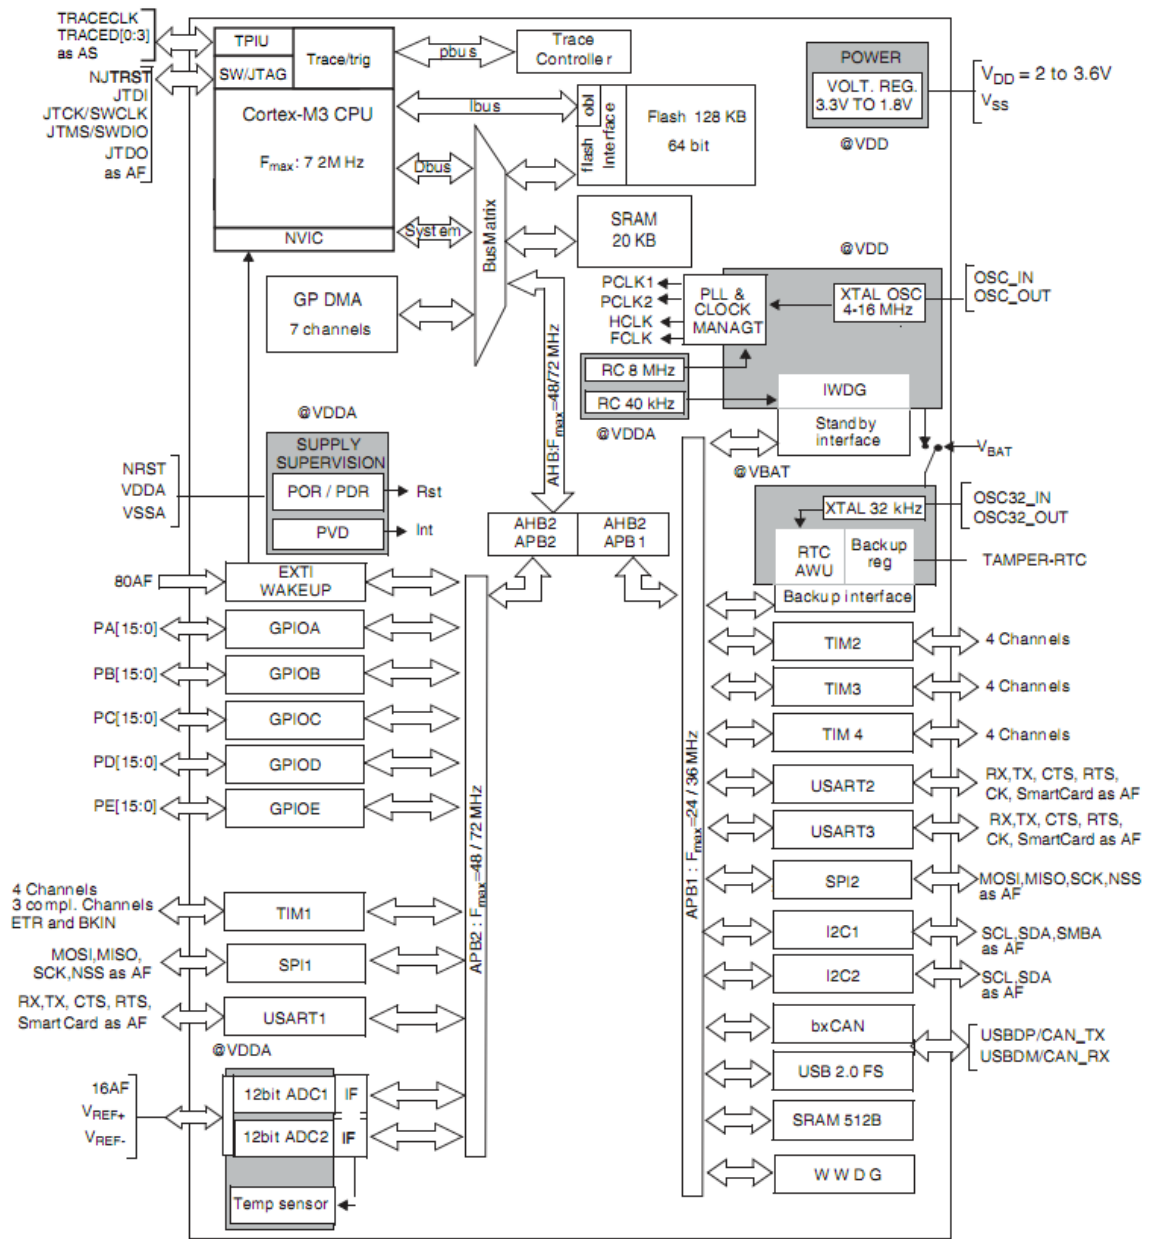 TRACECLK
TRACED[0:3]
as AS
NJTRST
JTDI
JTCK/SWCLK
JTMS/SWDIO
JTDO
as AF
TPIU
SW/JTAG
Trace/trig
Cortex-M3 CPU
Fmax: 7 2M Hz
NVIC
pbus
Ibus
Dbus
System
Trace
Controller
flash obl
Interface
Flash 128 KB
64 bit
BusMatrix
SRAM
20 KB
GP DMA
7 channels
AHB:Fmax=48/72 MHz
POWER
VOLT. REG.
3.3V TO 1.8V
@VDD
VDD = 2 to 3.6V
VSS
@VDD
PCLK1
PCLK2
HCLK
FCLK
PLL &
CLOCK
MANAGT
XTAL OSC
4-16 MHz
OSC_IN
OSC_OUT
RC 8 MHz
RC 40 kHz
@VDDA
IWDG
Standby
interface
@VBAT
VBAT
XTAL 32 kHz
OSC32_IN
OSC32_OUT
RTC
AWU
Backup
reg
TAMPER-RTC
Backup interface
@VDDA
SUPPLY
SUPERVISION
NRST
VDDA
VSSA
POR / PDR
Rst
PVD
Int
AHB2
APB2
AHB2
APB1
80AF
EXTI
WAKEUP
PA[15:0]
GPIOA
PB[15:0]
GPIOB
PC[15:0]
GPIOC
PD[15:0]
GPIOD
PE[15:0]
GPIOE
4 Channels
3 compl. Channels
ETR and BKIN
TIM1
MOSI,MISO,
SCK,NSS as AF
SPI1
RX,TX, CTS, RTS,
SmartCard as AF
USART1
@VDDA
16AF
VREF+
VREF-
12bit ADC1
IF
12bit ADC2
IF
Temp sensor
APB2 : Fmax=48 / 72 MHz
APB1 : Fmax=24 / 36 MHz
TIM2
4 Channels
TIM3
4 Channels
TIM 4
4 Channels
USART2
RX,TX, CTS, RTS,
CK, SmartCard as AF
USART3
RX,TX, CTS, RTS,
CK, SmartCard as AF
SPI2
MOSI,MISO,SCK,NSS
as AF
I2C1
SCL,SDA,SMBA
as AF
I2C2
SCL,SDA
as AF
bxCAN
USBDP/CAN_TX
USBDM/CAN_RX
USB 2.0 FS
SRAM 512B
W W D G